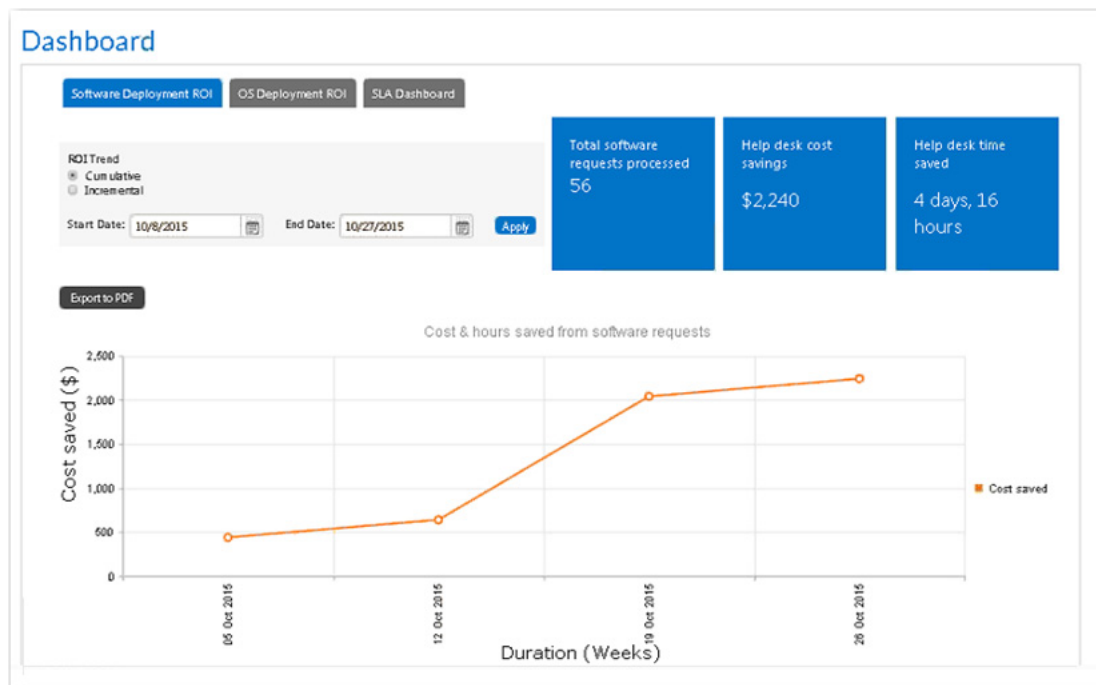 Dashboard
Software Deployment ROI
OS Deployment ROI
SLA Dashboard
ROI Trend
Cumulative
Incremental
Start Date: 10/8/2015
End Date: 10/27/2015
Apply
Total software
requests processed
56
Help desk cost
savings
$2,240
Help desk time
saved
4 days, 16
hours
Export to PDF
Cost & hours saved from software requests
Cost saved ($)
2,500
2,000
1,500
1,000
500
0
Cost saved
05 Oct 2015
12 Oct 2015
19 Oct 2015
26 Oct 2015
Duration (Weeks)